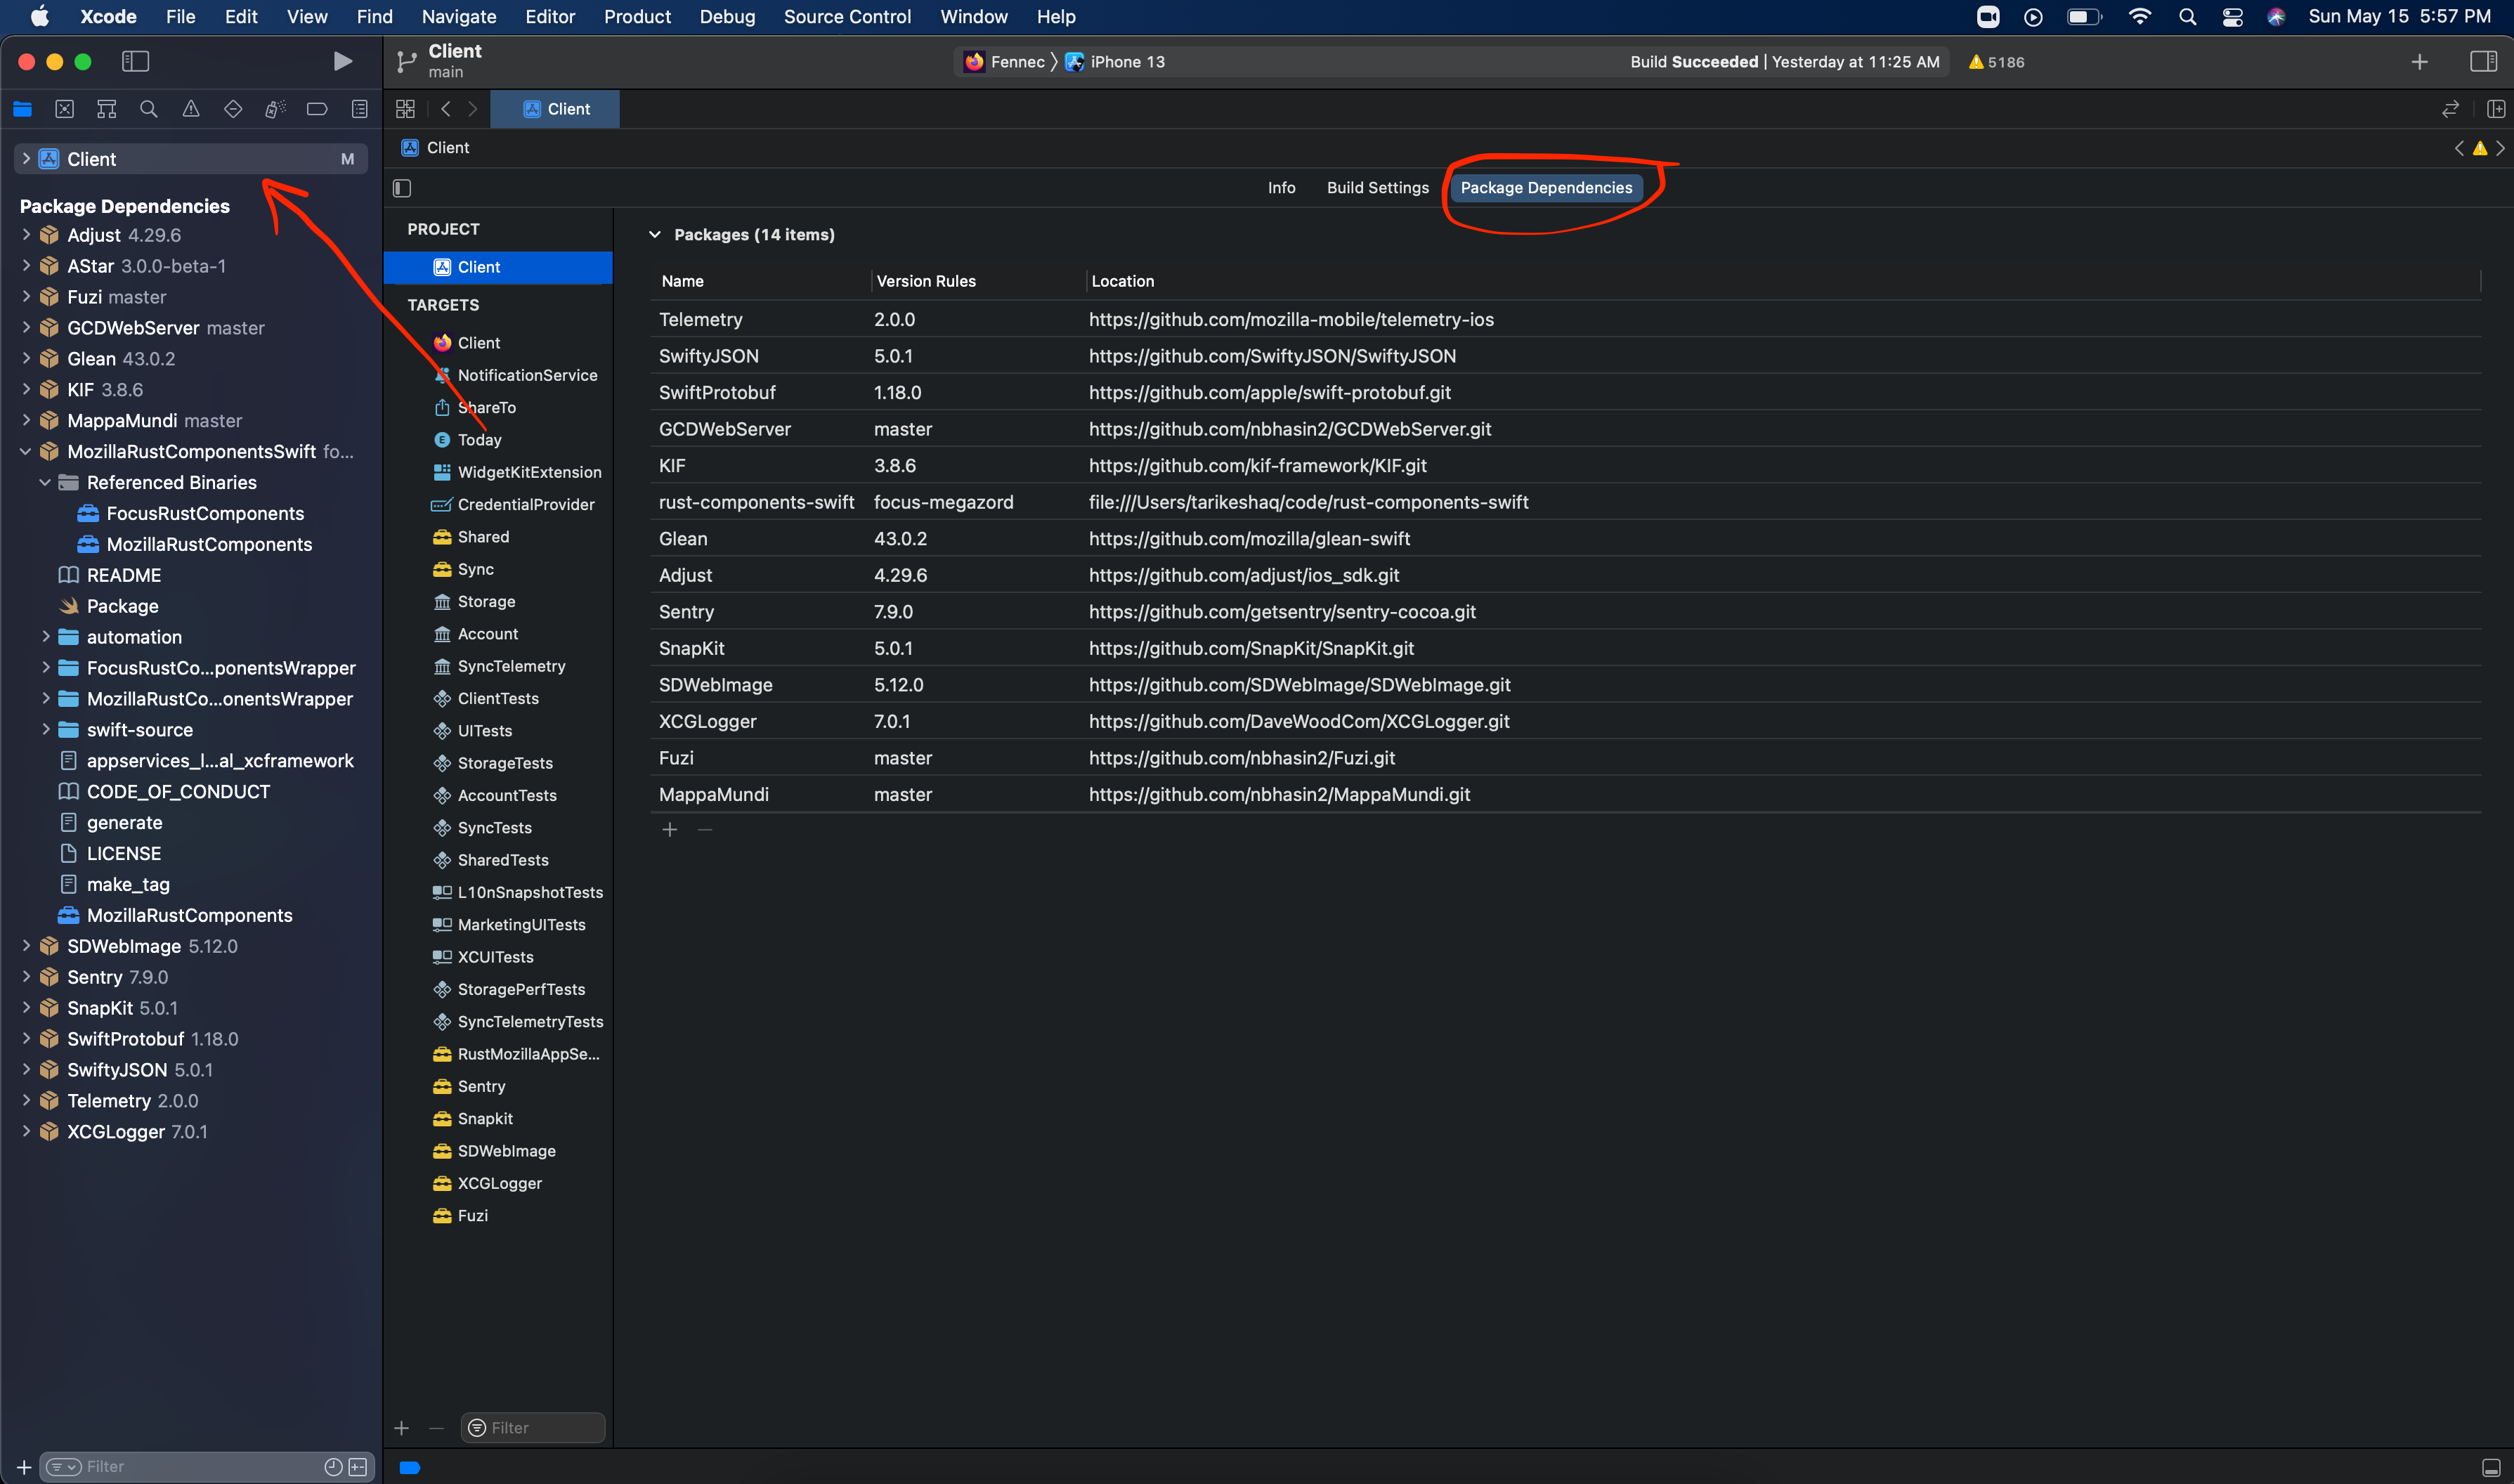 Xcode File Edit View Find Navigate Editor Product Debug Source Control Window Help Sun May 15 5:57 PM
Client
main
Fennec iPhone 13
Build Succeeded | Yesterday at 11:25 AM
5186
Client
Client M
Package Dependencies
Adjust 4.29.6
AStar 3.0.0-beta-1
Fuzi master
GCDWebServer master
Glean 43.0.2
KIF 3.8.6
MappaMundi master
MozillaRustComponentsSwift fo...
Referenced Binaries
FocusRustComponents
MozillaRustComponents
README
Package
automation
FocusRustCo...ponentsWrapper
MozillaRustCo...onentsWrapper
swift-source
appservices_l...al_xcframework
CODE_OF_CONDUCT
generate
LICENSE
make_tag
MozillaRustComponents
SDWebImage 5.12.0
Sentry 7.9.0
SnapKit 5.0.1
SwiftProtobuf 1.18.0
SwiftyJSON 5.0.1
Telemetry 2.0.0
XCGLogger 7.0.1
Filter
Client
Info Build Settings Package Dependencies
PROJECT
Client
TARGETS
Client
NotificationService
ShareTo
E Today
WidgetKitExtension
CredentialProvider
Shared
Sync
Storage
Account
SyncTelemetry
ClientTests
UITests
StorageTests
AccountTests
SyncTests
SharedTests
L10nSnapshotTests
MarketingUITests
XCUITests
StoragePerfTests
SyncTelemetryTests
RustMozillaAppSe...
Sentry
Snapkit
SDWebImage
XCGLogger
Fuzi
Filter
Packages (14 items)
Name Version Rules Location
Telemetry 2.0.0 https://github.com/mozilla-mobile/telemetry-ios
SwiftyJSON 5.0.1 https://github.com/SwiftyJSON/SwiftyJSON
SwiftProtobuf 1.18.0 https://github.com/apple/swift-protobuf.git
GCDWebServer master https://github.com/nbhasin2/GCDWebServer.git
KIF 3.8.6 https://github.com/kif-framework/KIF.git
rust-components-swift focus-megazord file:///Users/tarikeshaq/code/rust-components-swift
Glean 43.0.2 https://github.com/mozilla/glean-swift
Adjust 4.29.6 https://github.com/adjust/ios_sdk.git
Sentry 7.9.0 https://github.com/getsentry/sentry-cocoa.git
SnapKit 5.0.1 https://github.com/SnapKit/SnapKit.git
SDWebImage 5.12.0 https://github.com/SDWebImage/SDWebImage.git
XCGLogger 7.0.1 https://github.com/DaveWoodCom/XCGLogger.git
Fuzi master https://github.com/nbhasin2/Fuzi.git
MappaMundi master https://github.com/nbhasin2/MappaMundi.git